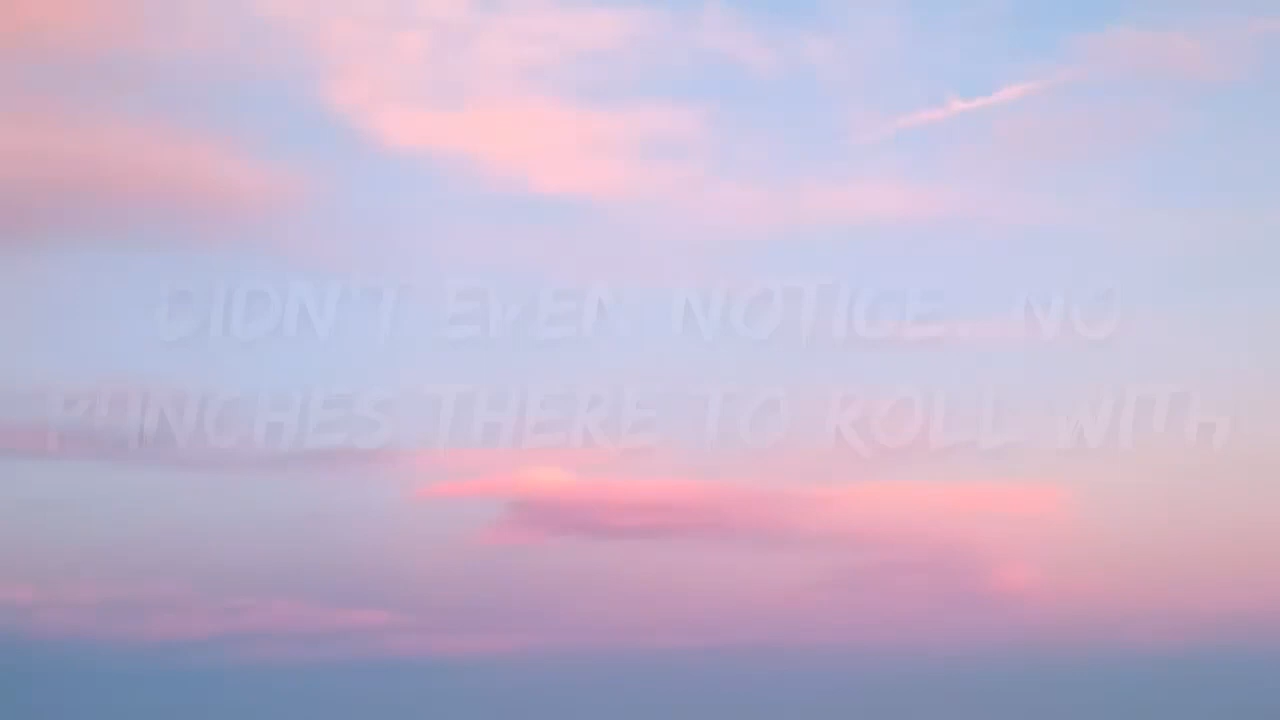 DIDN'T EVEN NOTICE, NO
PUNCHES THERE TO ROLL WITH